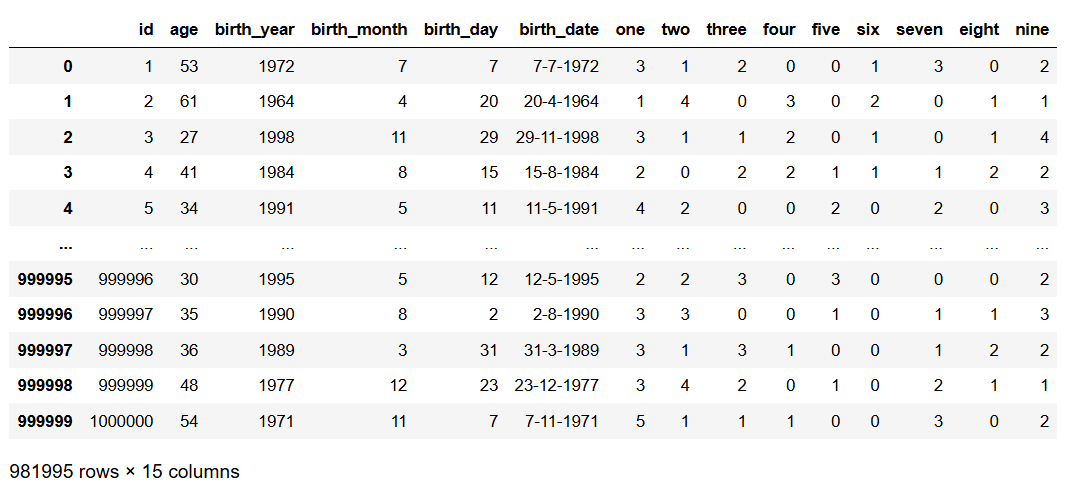 id age birth_year birth_month birth_day birth_date one two three four five six seven eight nine
0 1 53 1972 7 7 7-7-1972 3 1 2 0 0 1 3 0 2
1 2 61 1964 4 20 20-4-1964 1 4 0 3 0 2 0 1 1
2 3 27 1998 11 29 29-11-1998 3 1 1 2 0 1 0 1 4
3 4 41 1984 8 15 15-8-1984 2 0 2 2 1 1 1 2 2
4 5 34 1991 5 11 11-5-1991 4 2 0 0 2 0 2 0 3
... ... ... ... ... ... ... ... ... ... ... ... ... ... ... ...
999995 999996 30 1995 5 12 12-5-1995 2 2 3 0 3 0 0 0 2
999996 999997 35 1990 8 2 2-8-1990 3 3 0 0 1 0 1 1 3
999997 999998 36 1989 3 31 31-3-1989 3 1 3 1 0 0 1 2 2
999998 999999 48 1977 12 23 23-12-1977 3 4 2 0 1 0 2 1 1
999999 1000000 54 1971 11 7 7-11-1971 5 1 1 1 0 0 3 0 2
981995 rows × 15 columns